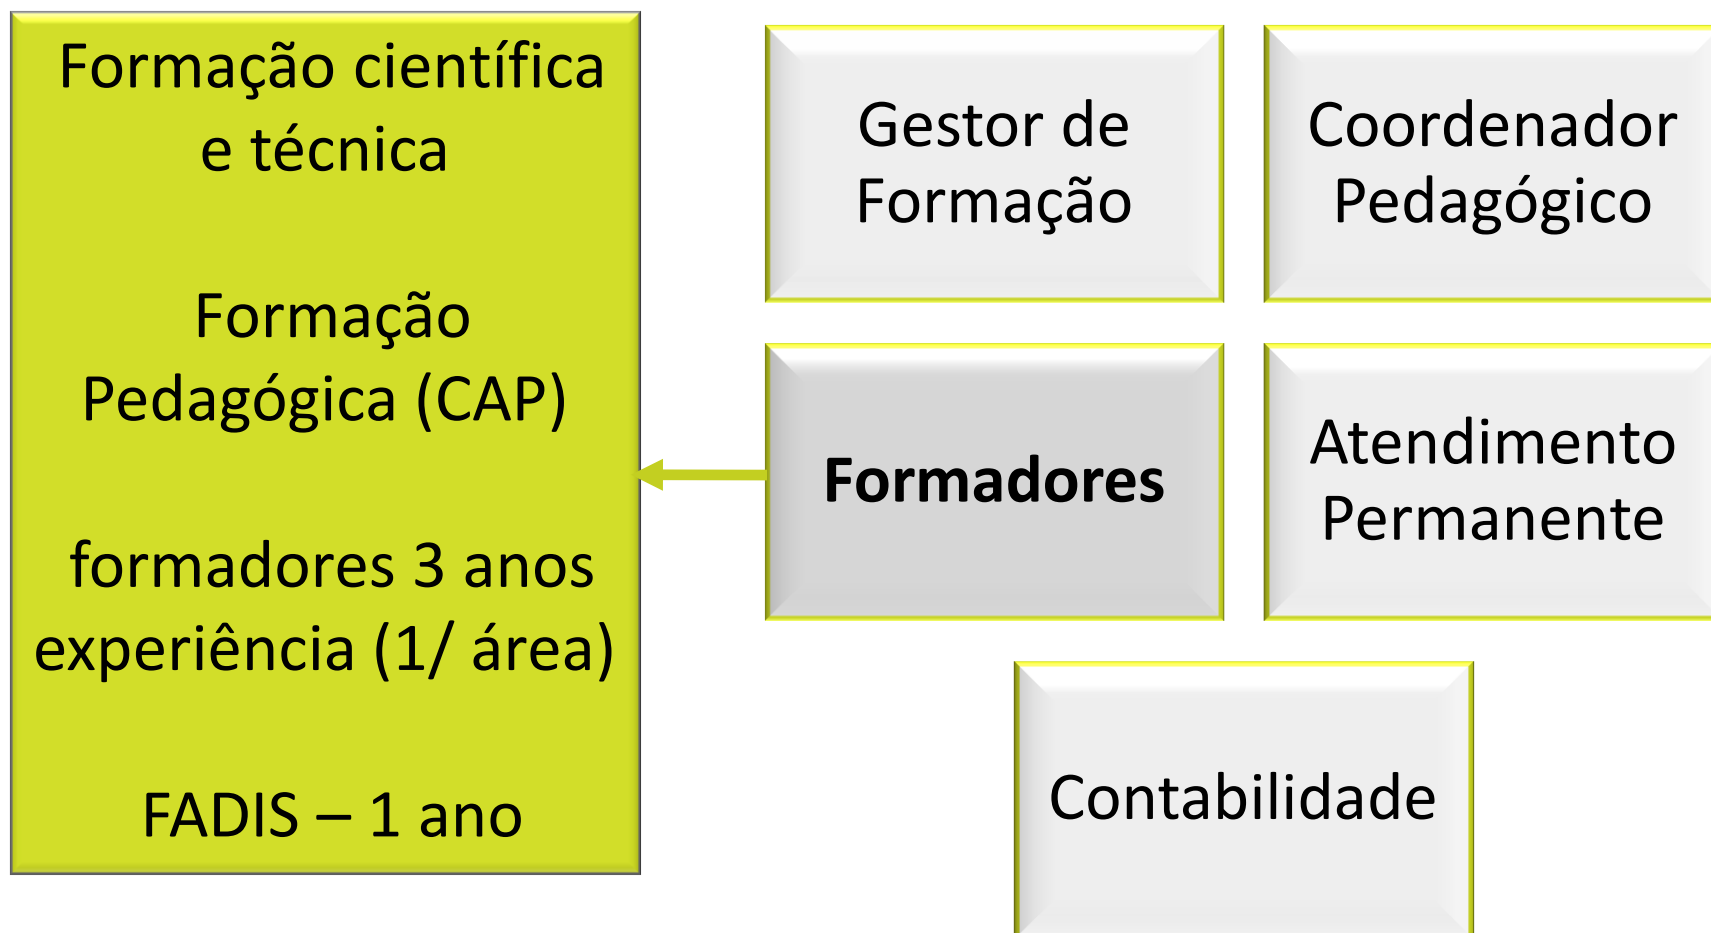 Formação científica
e técnica
Formação
Pedagógica (CAP)
formadores 3 anos
experiência (1/ área)
FADIS – 1 ano
Gestor de
Formação
Coordenador
Pedagógico
Formadores
Atendimento
Permanente
Contabilidade